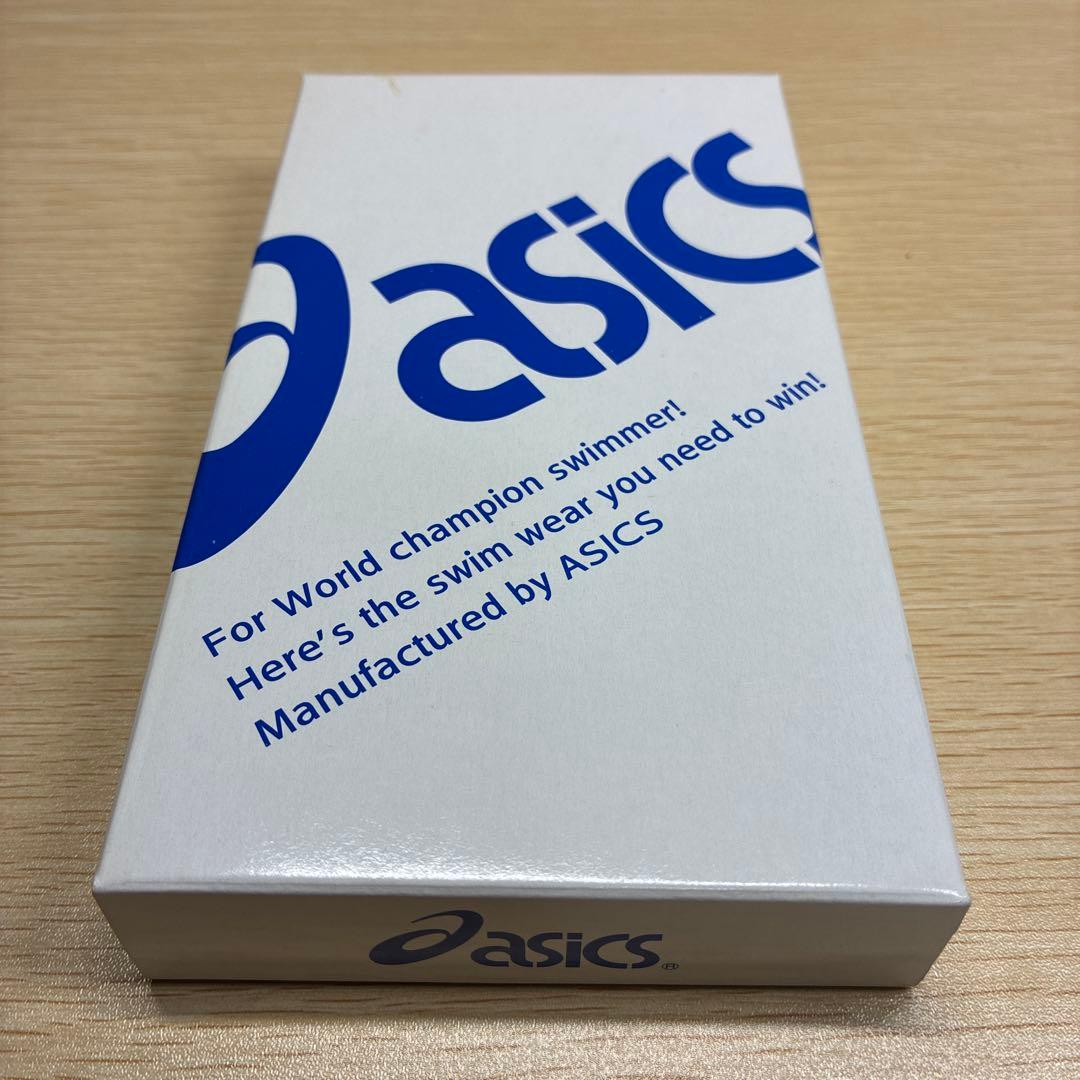 asics
For World champion swimmer!
Here's the swim wear you need to win!
Manufactured by ASICS
asics®